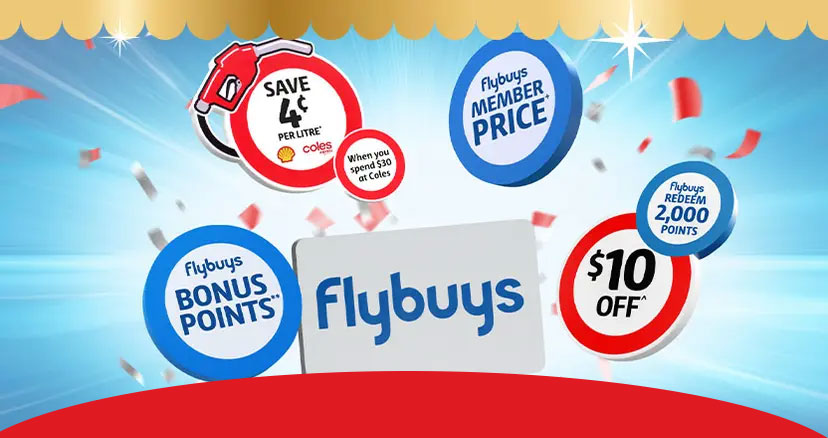 SAVE
4¢
PER LITRE*
coles
When you
spend $30
at Coles
flybuys
MEMBER
PRICE+
flybuys
REDEEM
2,000
POINTS
$10
OFF^
flybuys
BONUS
POINTS**
flybuys